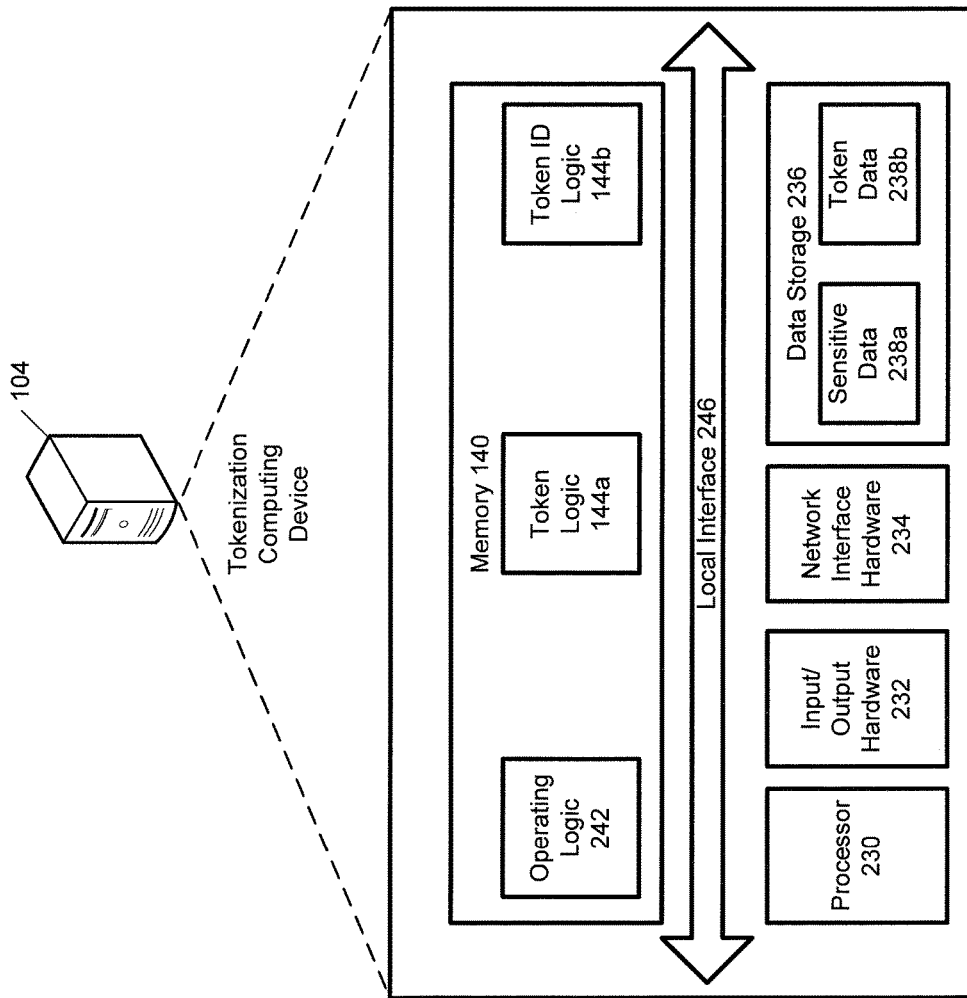 104
Tokenization
Computing
Device
Memory 140
Operating
Logic
242
Token
Logic
144a
Token ID
Logic
144b
Local Interface 246
Processor
230
Input/
Output
Hardware
232
Network
Interface
Hardware
234
Data Storage 236
Sensitive
Data
238a
Token
Data
238b